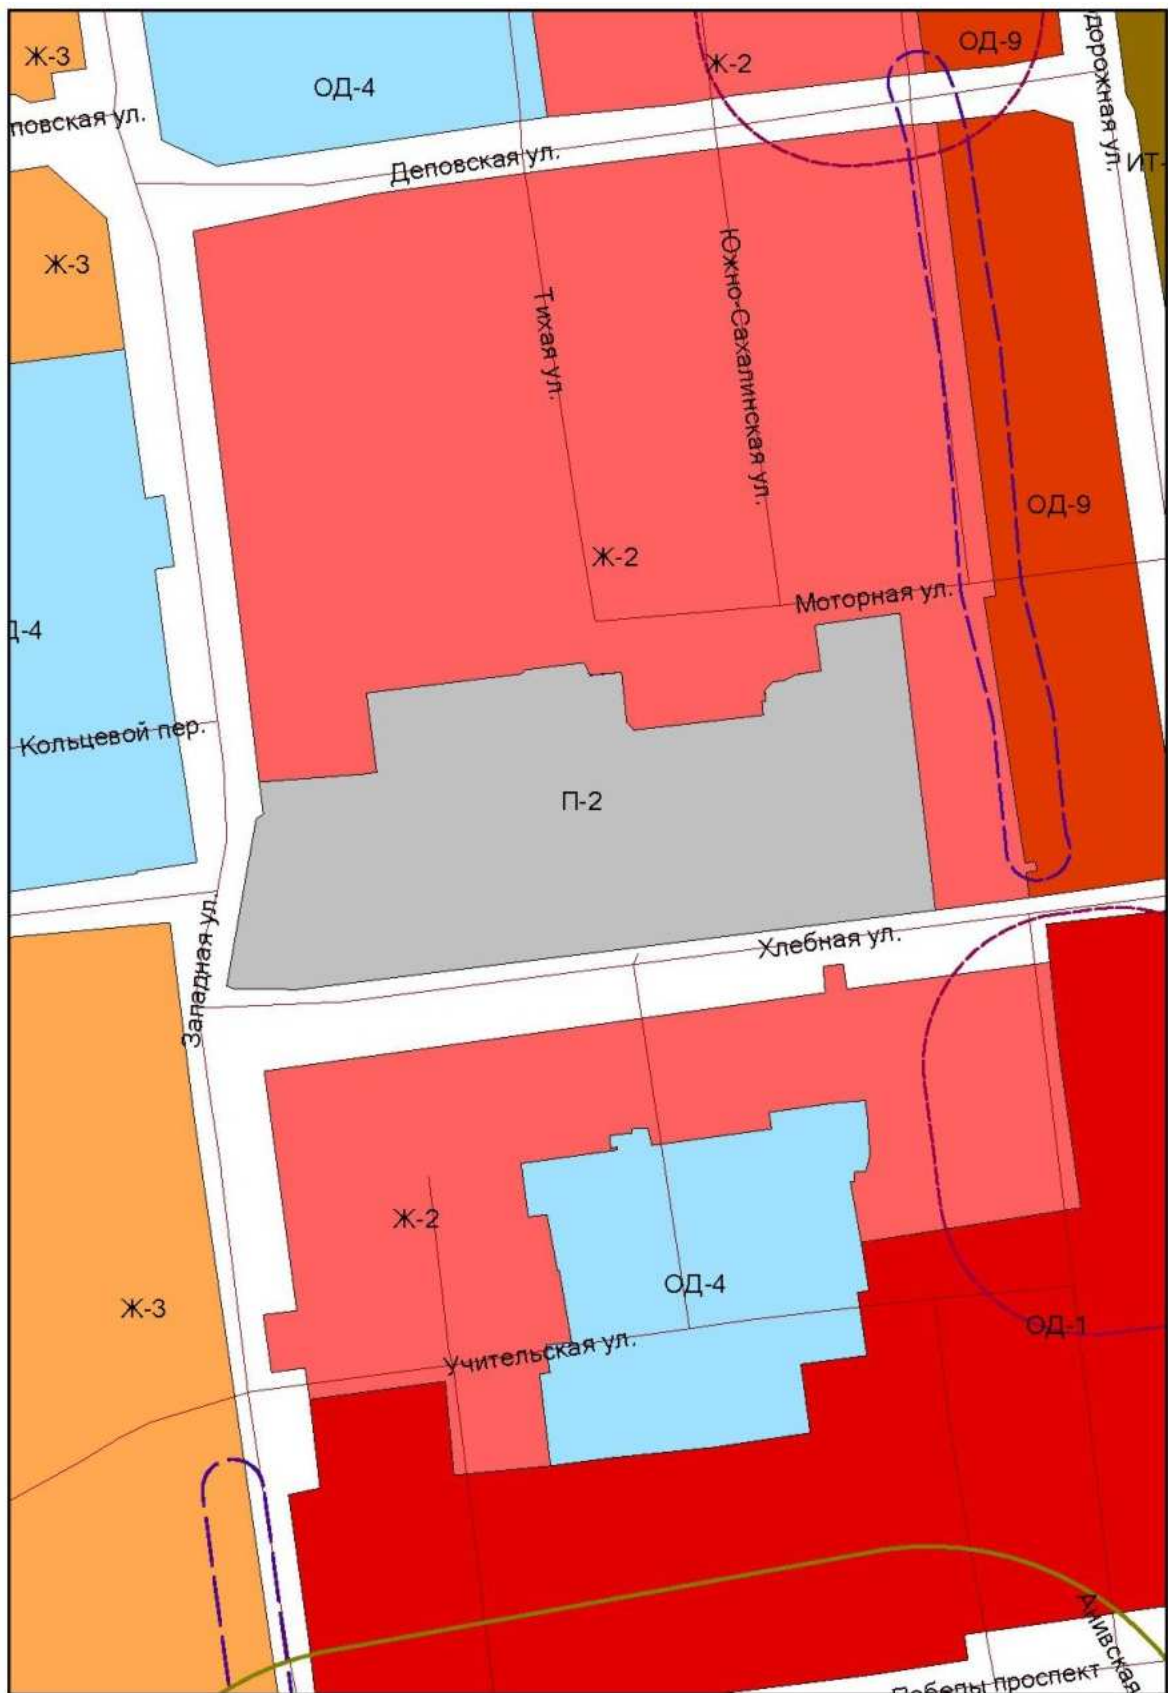 Ж-3
ОД-4
Ж-2
ОД-9
дорожная ул.
повская ул.
Деповская ул.
ИТ-
Ж-3
Тихая ул.
Южно-Сахалинская ул.
ОД-9
Ж-2
Моторная ул.
Д-4
Кольцевой пер.
П-2
Западная ул.
Хлебная ул.
Ж-2
ОД-4
Ж-3
Учительская ул.
ОД-1
Анивская
Победы проспект